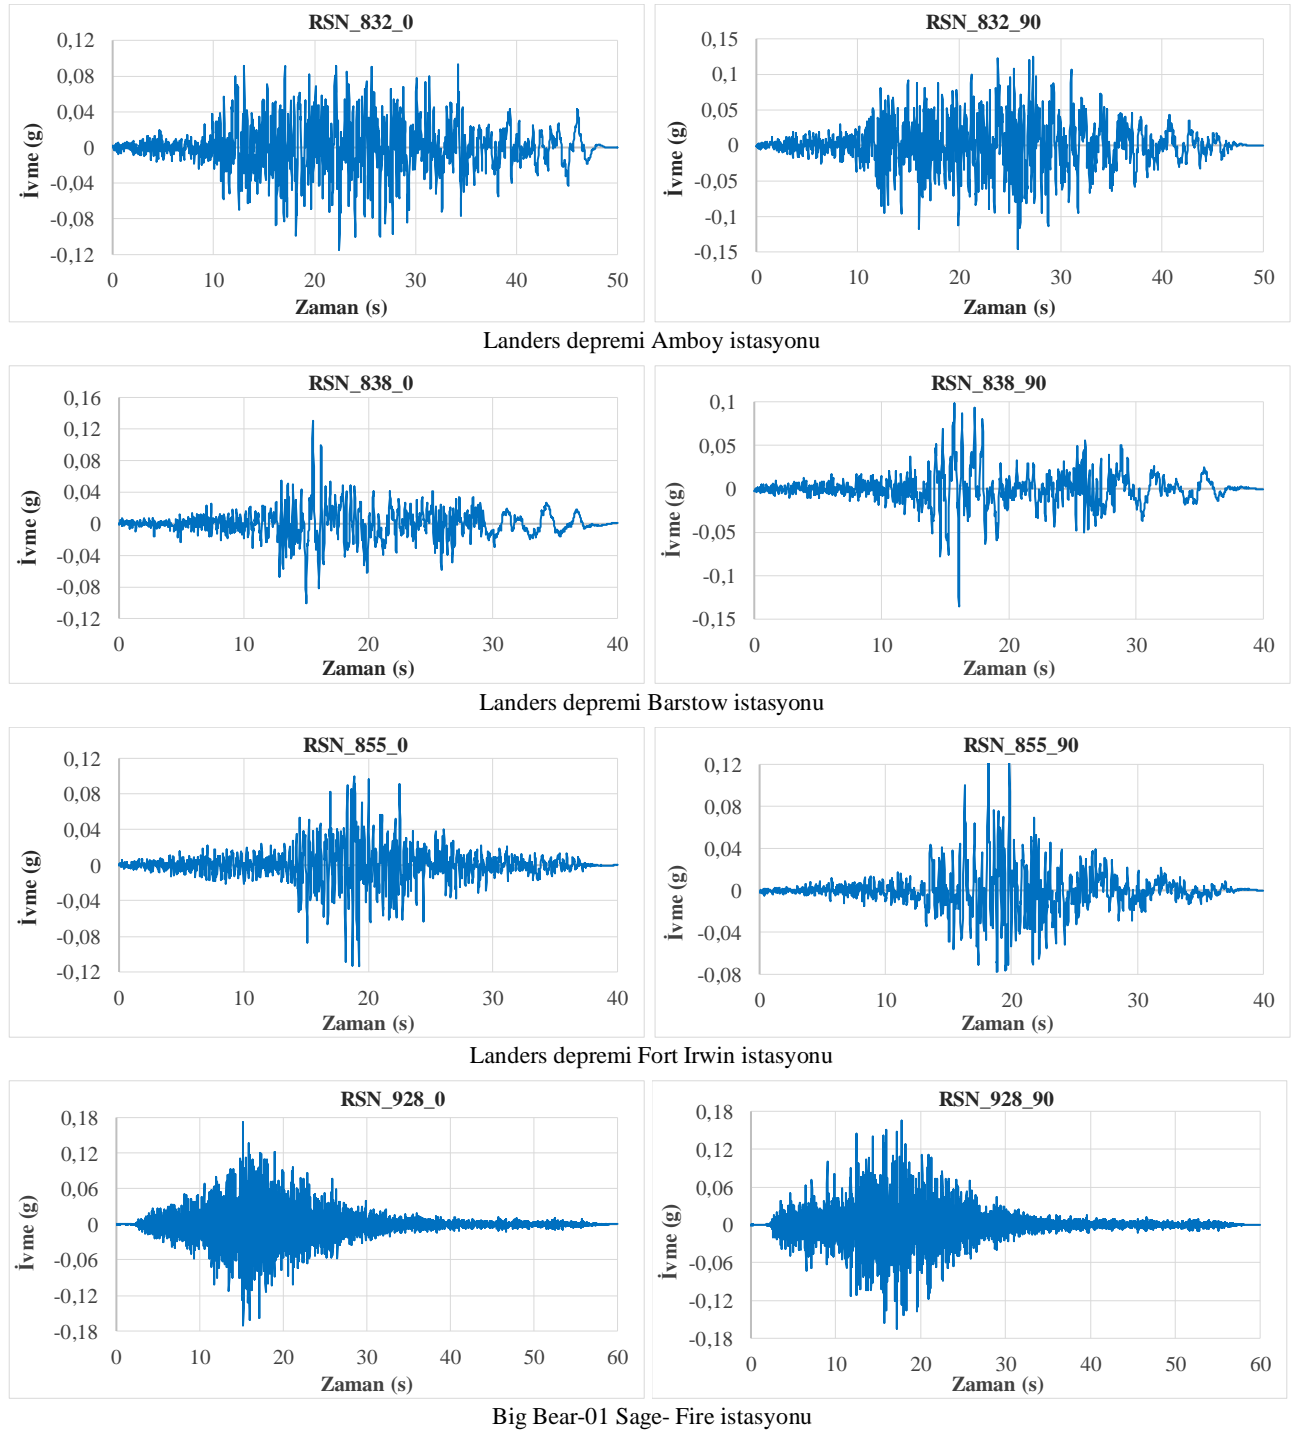 RSN_832_0
0,12
0,08
0,04
0
-0,04
-0,08
-0,12
İvme (g)
0 10 20 30 40 50
Zaman (s)
RSN_832_90
0,15
0,1
0,05
0
-0,05
-0,1
-0,15
İvme (g)
0 10 20 30 40 50
Zaman (s)
Landers depremi Amboy istasyonu
RSN_838_0
0,16
0,12
0,08
0,04
0
-0,04
-0,08
-0,12
İvme (g)
0 10 20 30 40
Zaman (s)
RSN_838_90
0,1
0,05
0
-0,05
-0,1
-0,15
İvme (g)
0 10 20 30 40
Zaman (s)
Landers depremi Barstow istasyonu
RSN_855_0
0,12
0,08
0,04
0
-0,04
-0,08
-0,12
İvme (g)
0 10 20 30 40
Zaman (s)
RSN_855_90
0,12
0,08
0,04
0
-0,04
-0,08
İvme (g)
0 10 20 30 40
Zaman (s)
Landers depremi Fort Irwin istasyonu
RSN_928_0
0,18
0,12
0,06
0
-0,06
-0,12
-0,18
İvme (g)
0 10 20 30 40 50 60
Zaman (s)
RSN_928_90
0,18
0,12
0,06
0
-0,06
-0,12
-0,18
İvme (g)
0 10 20 30 40 50 60
Zaman (s)
Big Bear-01 Sage- Fire istasyonu